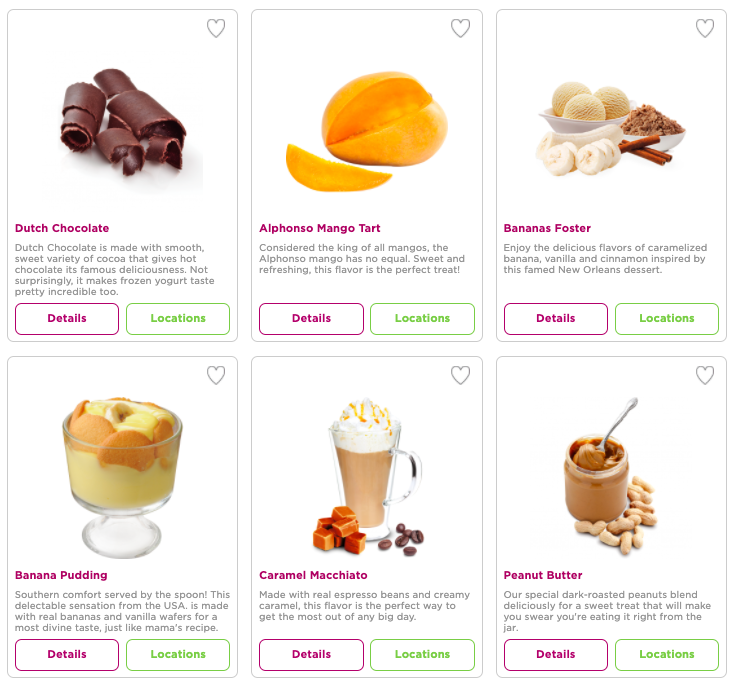 Dutch Chocolate
Dutch Chocolate is made with smooth,
sweet variety of cocoa that gives hot
chocolate its famous deliciousness. Not
surprisingly, it makes frozen yogurt taste
pretty incredible too.
Details
Locations
Alphonso Mango Tart
Considered the king of all mangos, the
Alphonso mango has no equal. Sweet and
refreshing, this flavor is the perfect treat!
Details
Locations
Bananas Foster
Enjoy the delicious flavors of caramelized
banana, vanilla and cinnamon inspired by
this famed New Orleans dessert.
Details
Locations
Banana Pudding
Southern comfort served by the spoon! This
delectable sensation from the USA. is made
with real bananas and vanilla wafers for a
most divine taste, just like mama's recipe.
Details
Locations
Caramel Macchiato
Made with real espresso beans and creamy
caramel, this flavor is the perfect way to
get the most out of any big day.
Details
Locations
Peanut Butter
Our special dark-roasted peanuts blend
deliciously for a sweet treat that will make
you swear you're eating it right from the
jar.
Details
Locations